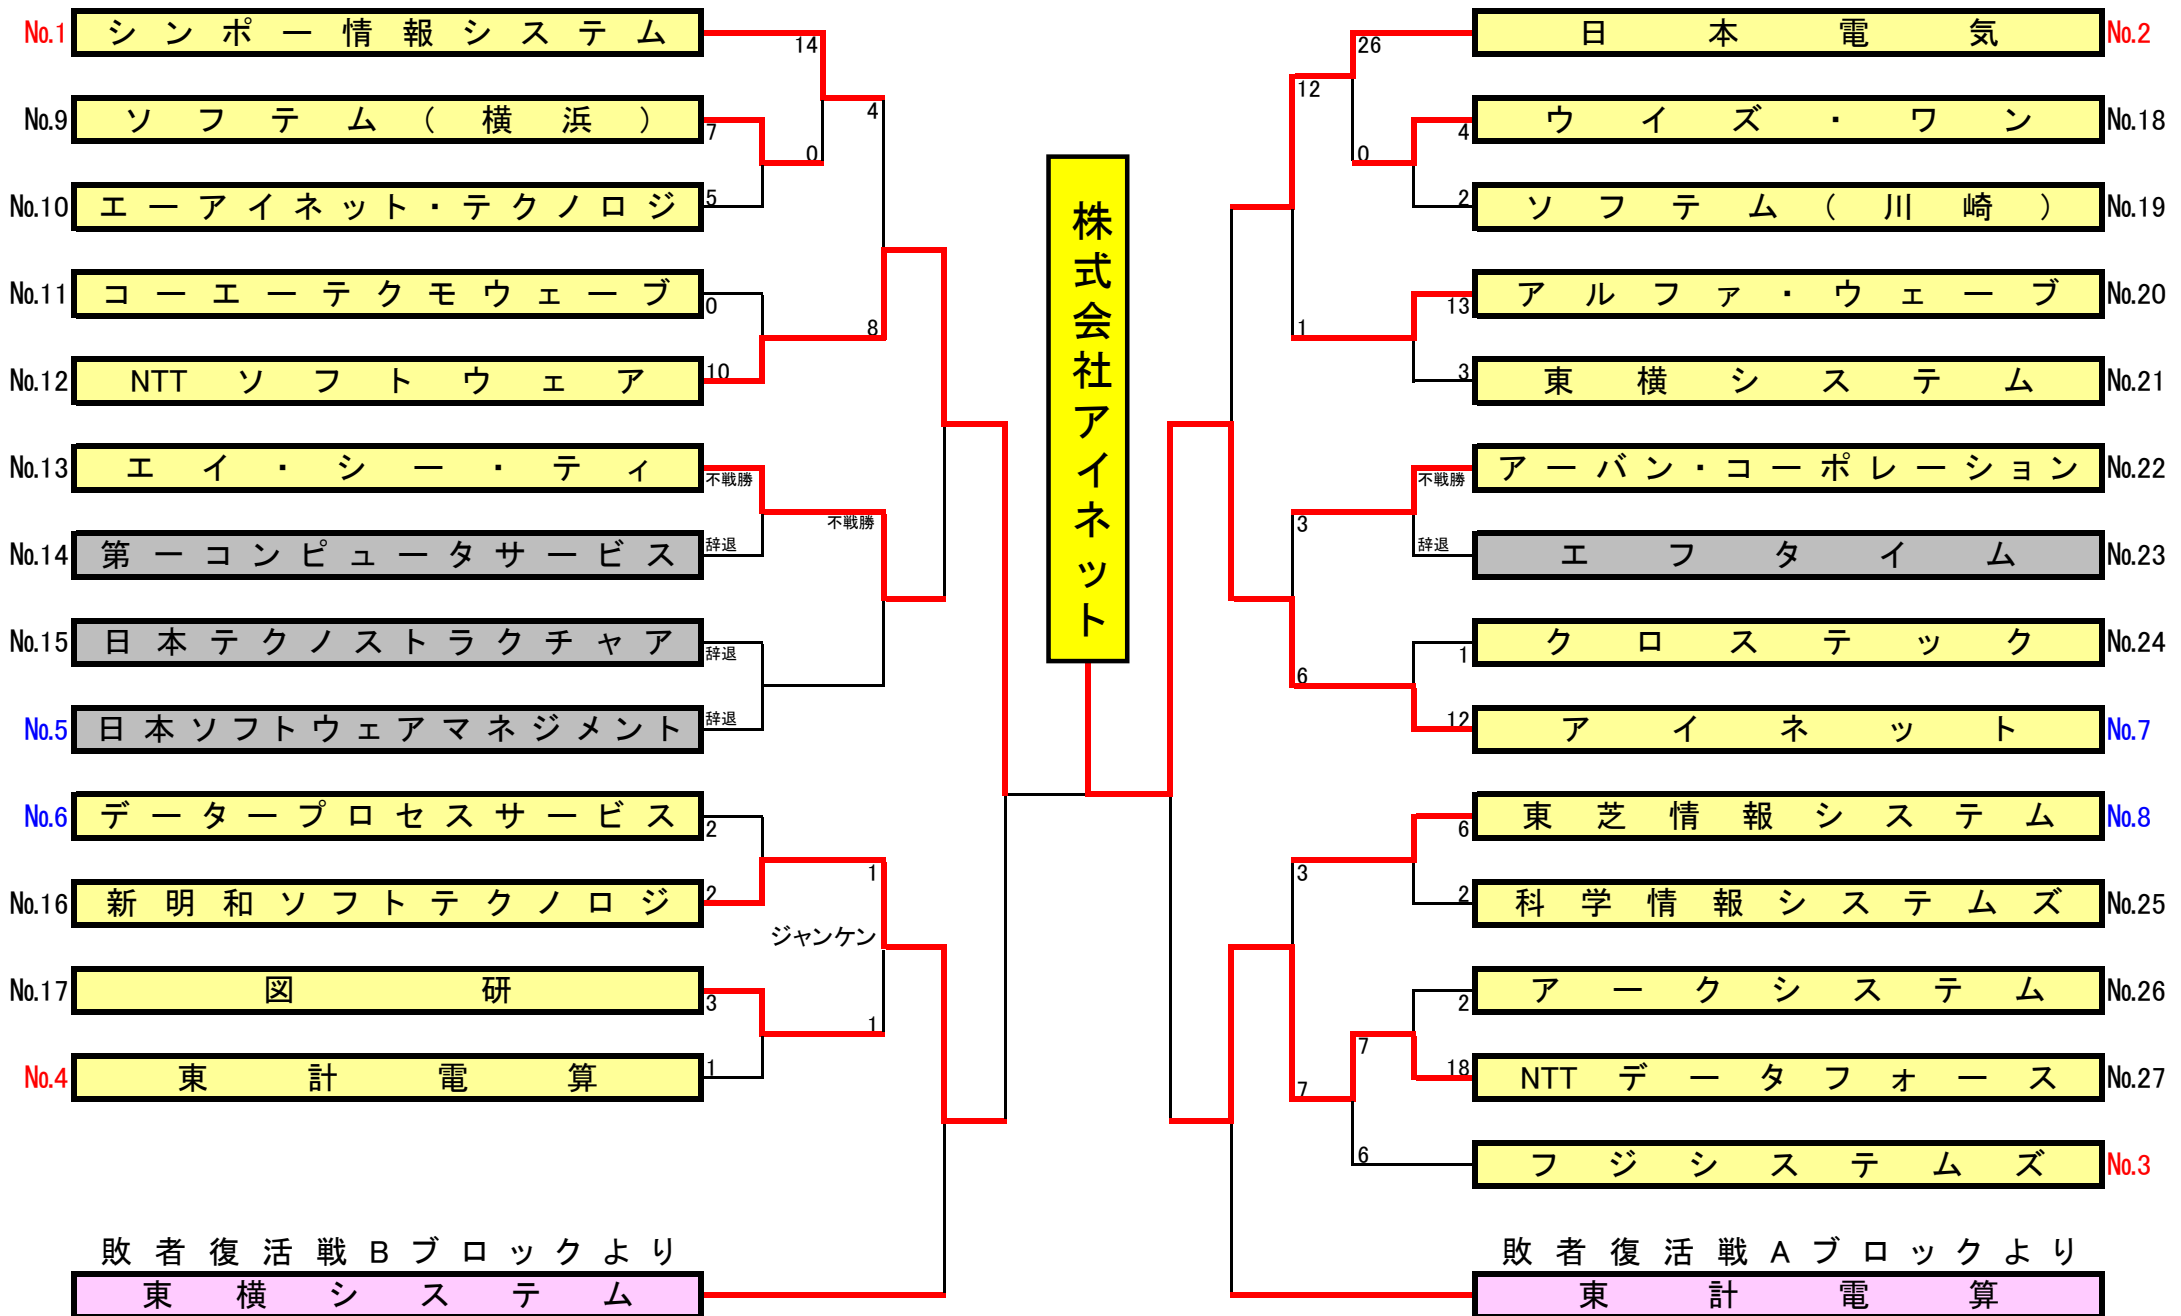 No.1 シンポー情報システム
14
No.9 ソフテム(横浜)
7
4
0
No.10 エーアイネット・テクノロジ
5
No.11 コーエーテクモウェーブ
0
8
No.12 NTTソフトウェア
10
No.13 エイ・シー・ティ
不戦勝
不戦勝
No.14 第一コンピュータサービス
辞退
No.15 日本テクノストラクチャア
辞退
No.5 日本ソフトウェアマネジメント
辞退
No.6 データープロセスサービス
2
1
No.16 新明和ソフトテクノロジ
2
ジャンケン
No.17 図研
3
1
No.4 東計電算
1
敗者復活戦Bブロックより
東横システム
株式会社アイネット
日本電気 No.2
26
12
ウイズ・ワン No.18
4
0
ソフテム(川崎) No.19
2
アルファ・ウェーブ No.20
13
1
東横システム No.21
3
アーバン・コーポレーション No.22
不戦勝
3
エフタイム No.23
辞退
クロステック No.24
1
6
アイネット No.7
12
東芝情報システム No.8
6
3
科学情報システムズ No.25
2
アークシステム No.26
2
7
NTTデータフォース No.27
18
7
フジシステムズ No.3
6
敗者復活戦Aブロックより
東計電算